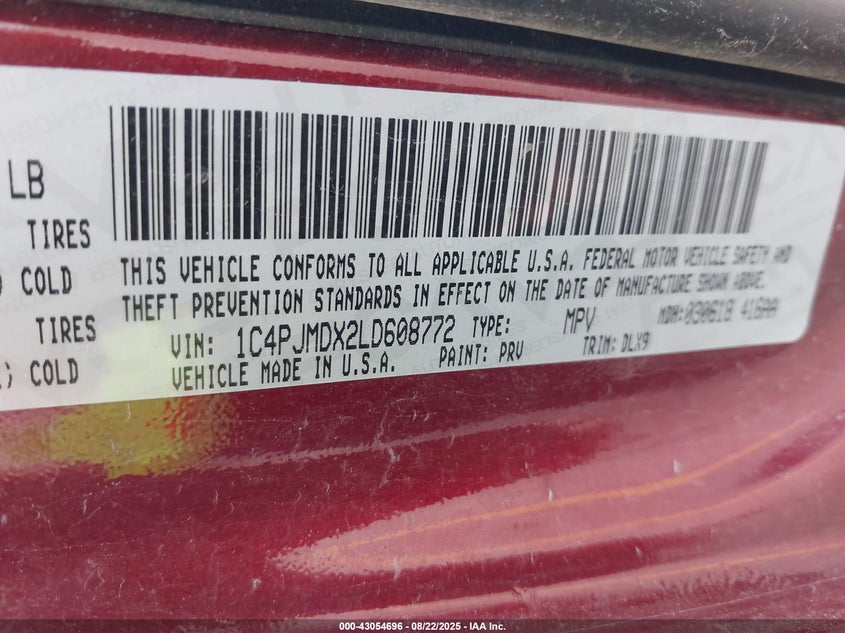 LB
TIRES
COLD
TIRES
; COLD
THIS VEHICLE CONFORMS TO ALL APPLICABLE U.S.A. FEDERAL MOTOR VEHICLE SAFETY AND
THEFT PREVENTION STANDARDS IN EFFECT ON THE DATE OF MANUFACTURE SHOWN ABOVE.
VIN: 1C4PJMDX2LD608772 TYPE: MPV MDH:030618 416AA
VEHICLE MADE IN U.S.A. PAINT: PRV TRIM: DLX9
000-43054696 - 08/22/2025 - IAA Inc.